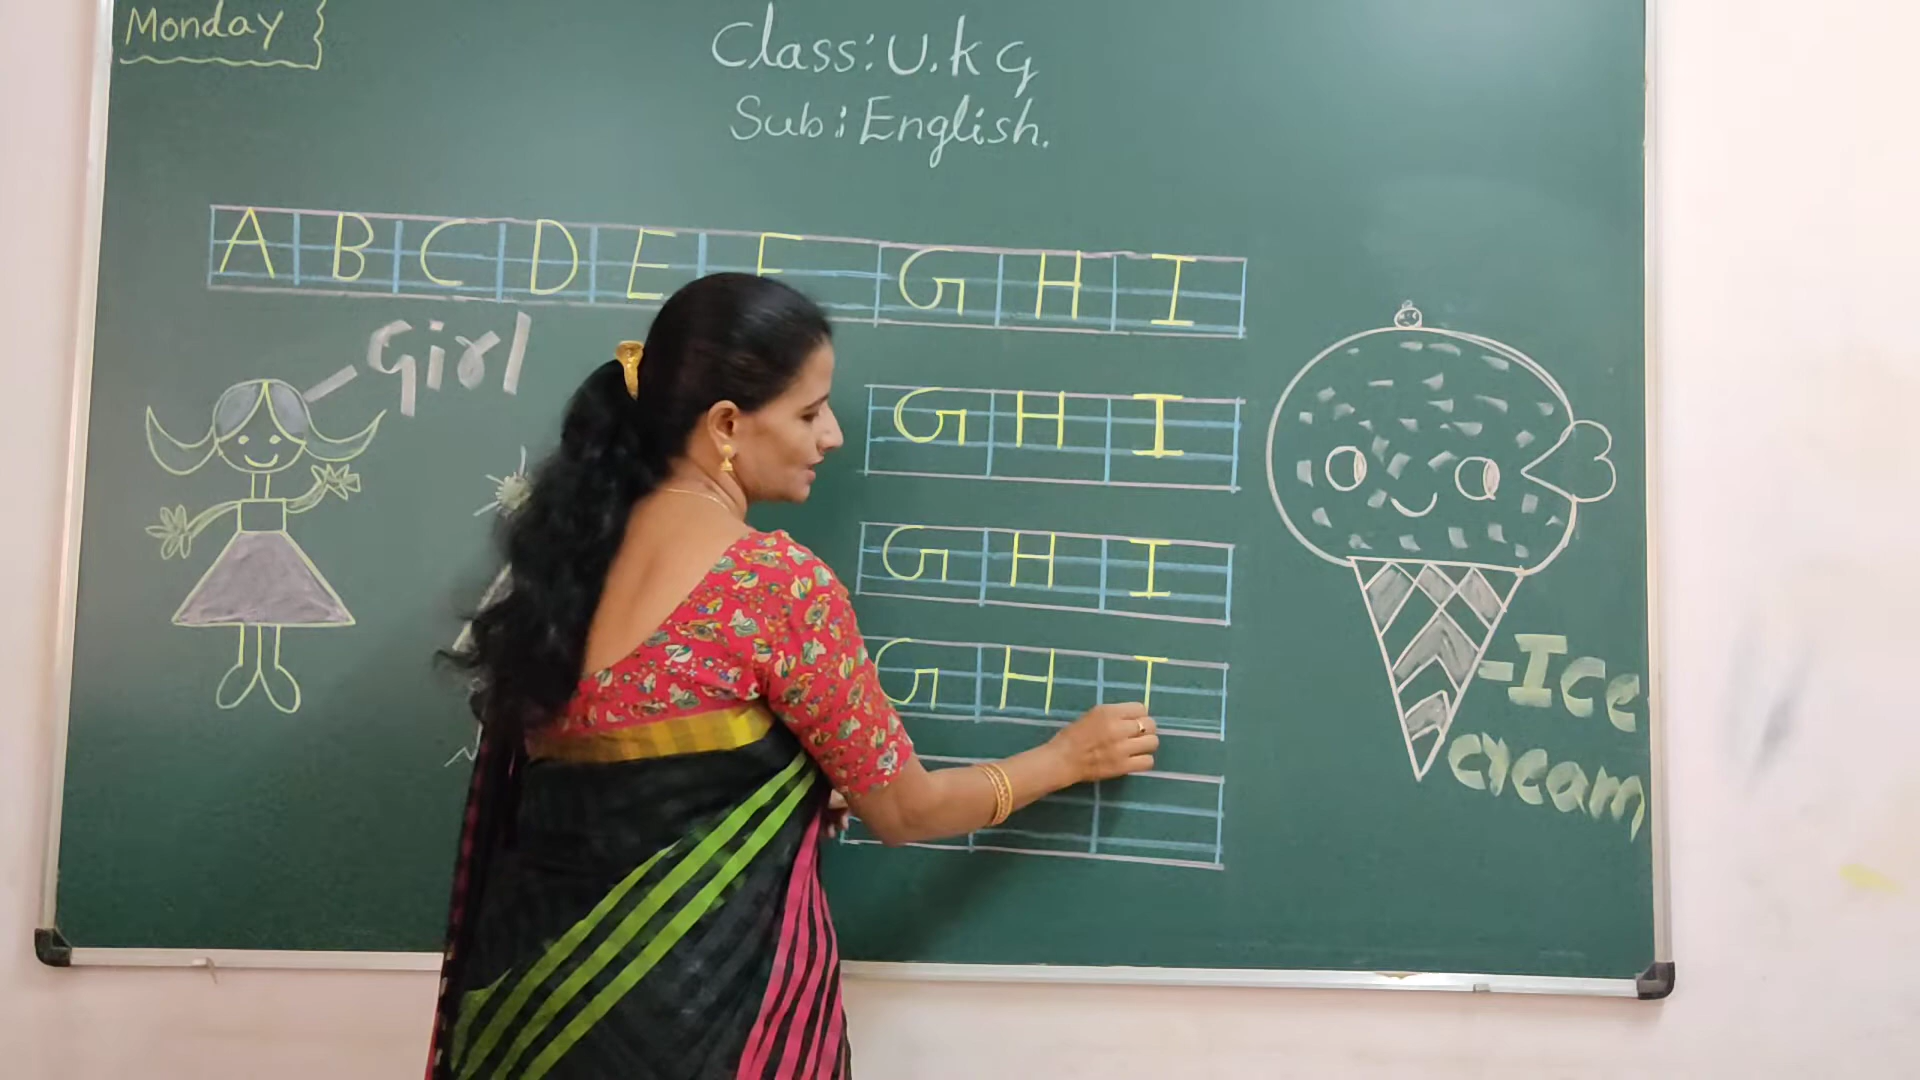 Monday
Class: U.K G
Sub: English.
A B C D E F G H I
Girl
G H I
G H I
G H I
-Ice
cream